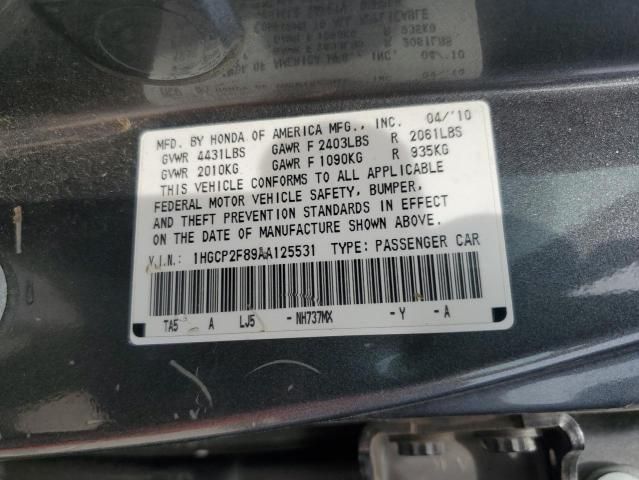 MFD. BY HONDA OF AMERICA MFG., INC. 04/'10
GVWR 4431LBS GAWR F 2403LBS R 2061LBS
GVWR 2010KG GAWR F 1090KG R 935KG
THIS VEHICLE CONFORMS TO ALL APPLICABLE
FEDERAL MOTOR VEHICLE SAFETY, BUMPER,
AND THEFT PREVENTION STANDARDS IN EFFECT
ON THE DATE OF MANUFACTURE SHOWN ABOVE.
V.I.N.: 1HGCP2F89AA125531 TYPE: PASSENGER CAR
TA5 A LJ5 - NH737MX - Y - A